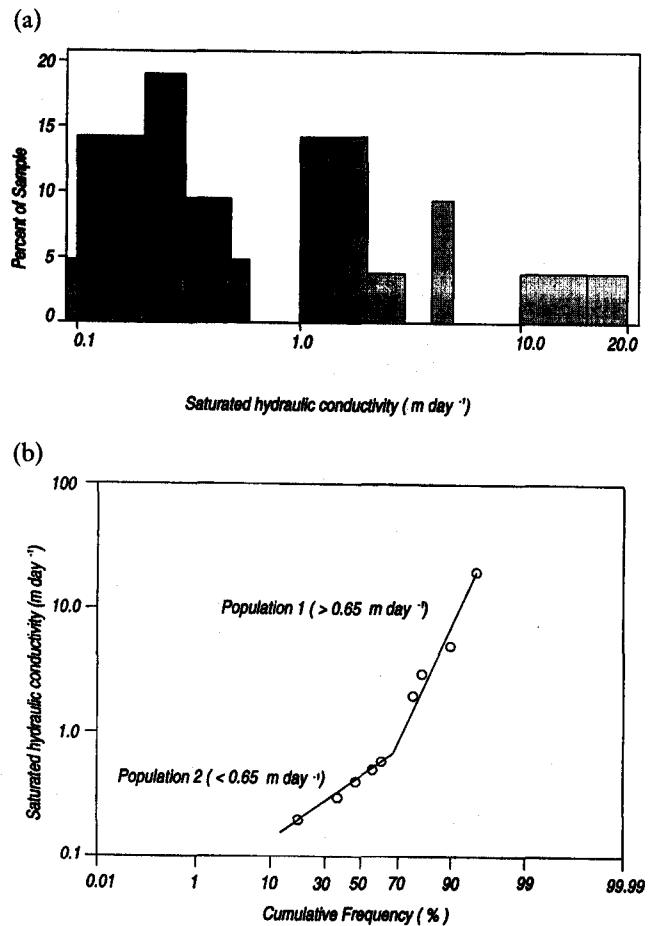 (a)
20
15
10
5
0
Percent of Sample
0.1 1.0 10.0 20.0
Saturated hydraulic conductivity ( m day ⁻¹)
(b)
100
10.0
1.0
0.1
Saturated hydraulic conductivity (m day ⁻¹)
Population 1 ( > 0.65 m day ⁻¹)
Population 2 ( < 0.65 m day ⁻¹)
0.01 1 10 30 50 70 90 99 99.99
Cumulative Frequency ( % )